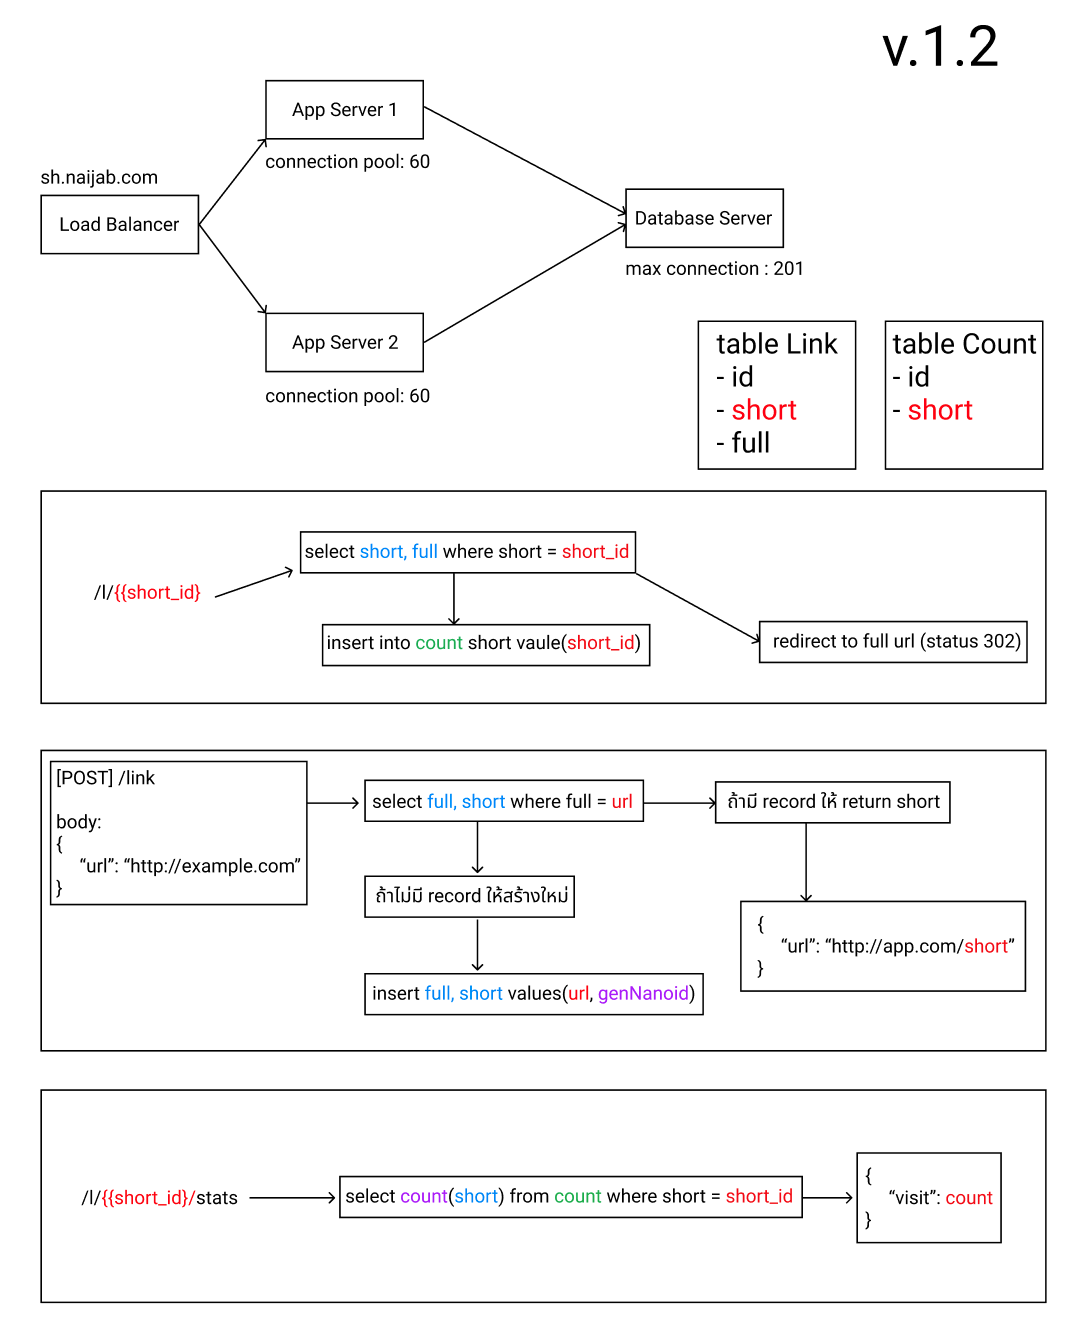 v.1.2
App Server 1
connection pool: 60
sh.naijab.com
Load Balancer
Database Server
max connection : 201
App Server 2
connection pool: 60
table Link
- id
- short
- full
table Count
- id
- short
select short, full where short = short_id
/l/{{short_id}
insert into count short vaule(short_id)
redirect to full url (status 302)
[POST] /link
body:
{
“url”: “http://example.com”
}
select full, short where full = url
ถ้ามี record ให้ return short
ถ้าไม่มี record ให้สร้างใหม่
{
“url”: “http://app.com/short”
}
insert full, short values(url, genNanoid)
/l/{{short_id}/stats
select count(short) from count where short = short_id
{
“visit”: count
}